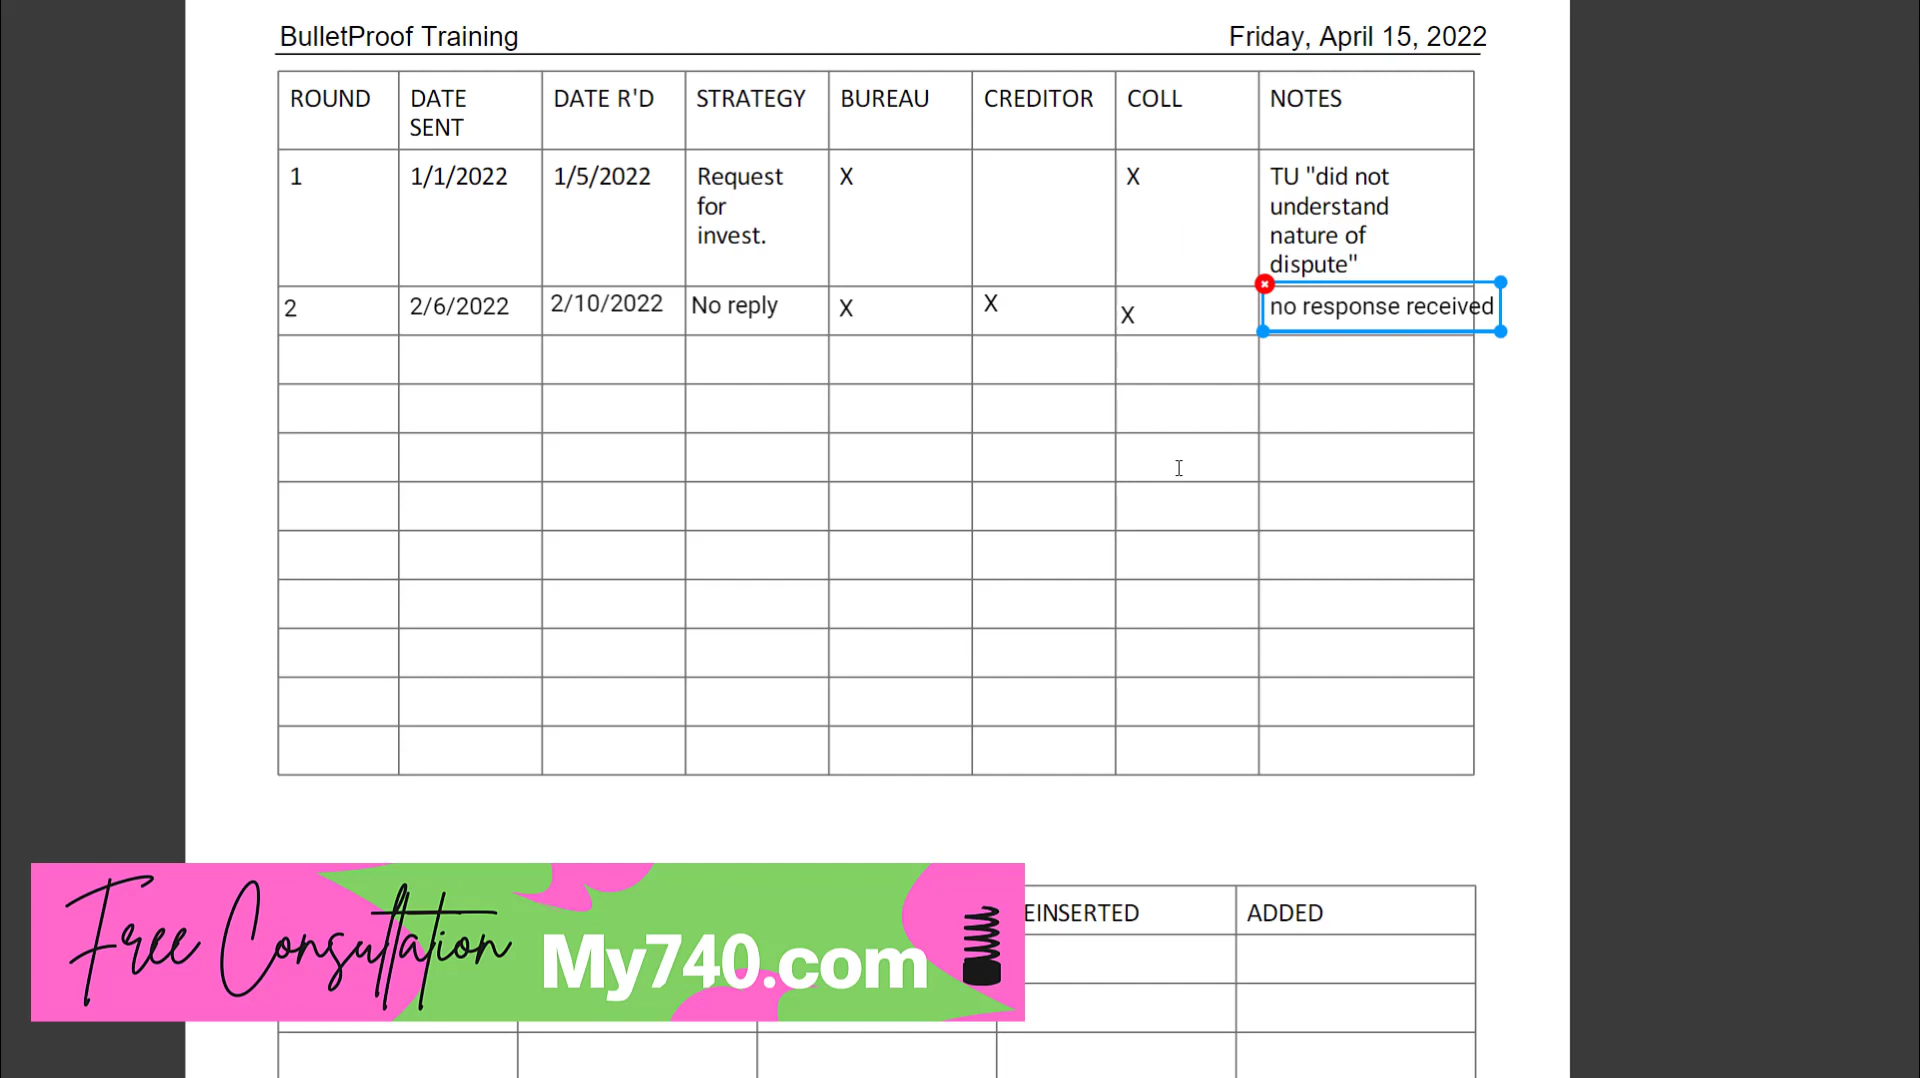 BulletProof Training
Friday, April 15, 2022
ROUND
DATE
SENT
DATE R'D
STRATEGY
BUREAU
CREDITOR
COLL
NOTES
1
1/1/2022
1/5/2022
Request
for
invest.
X
X
TU "did not
understand
nature of
dispute"
2
2/6/2022
2/10/2022
No reply
X
X
X
no response received
EINSERTED
ADDED
Free Consultation
My740.com